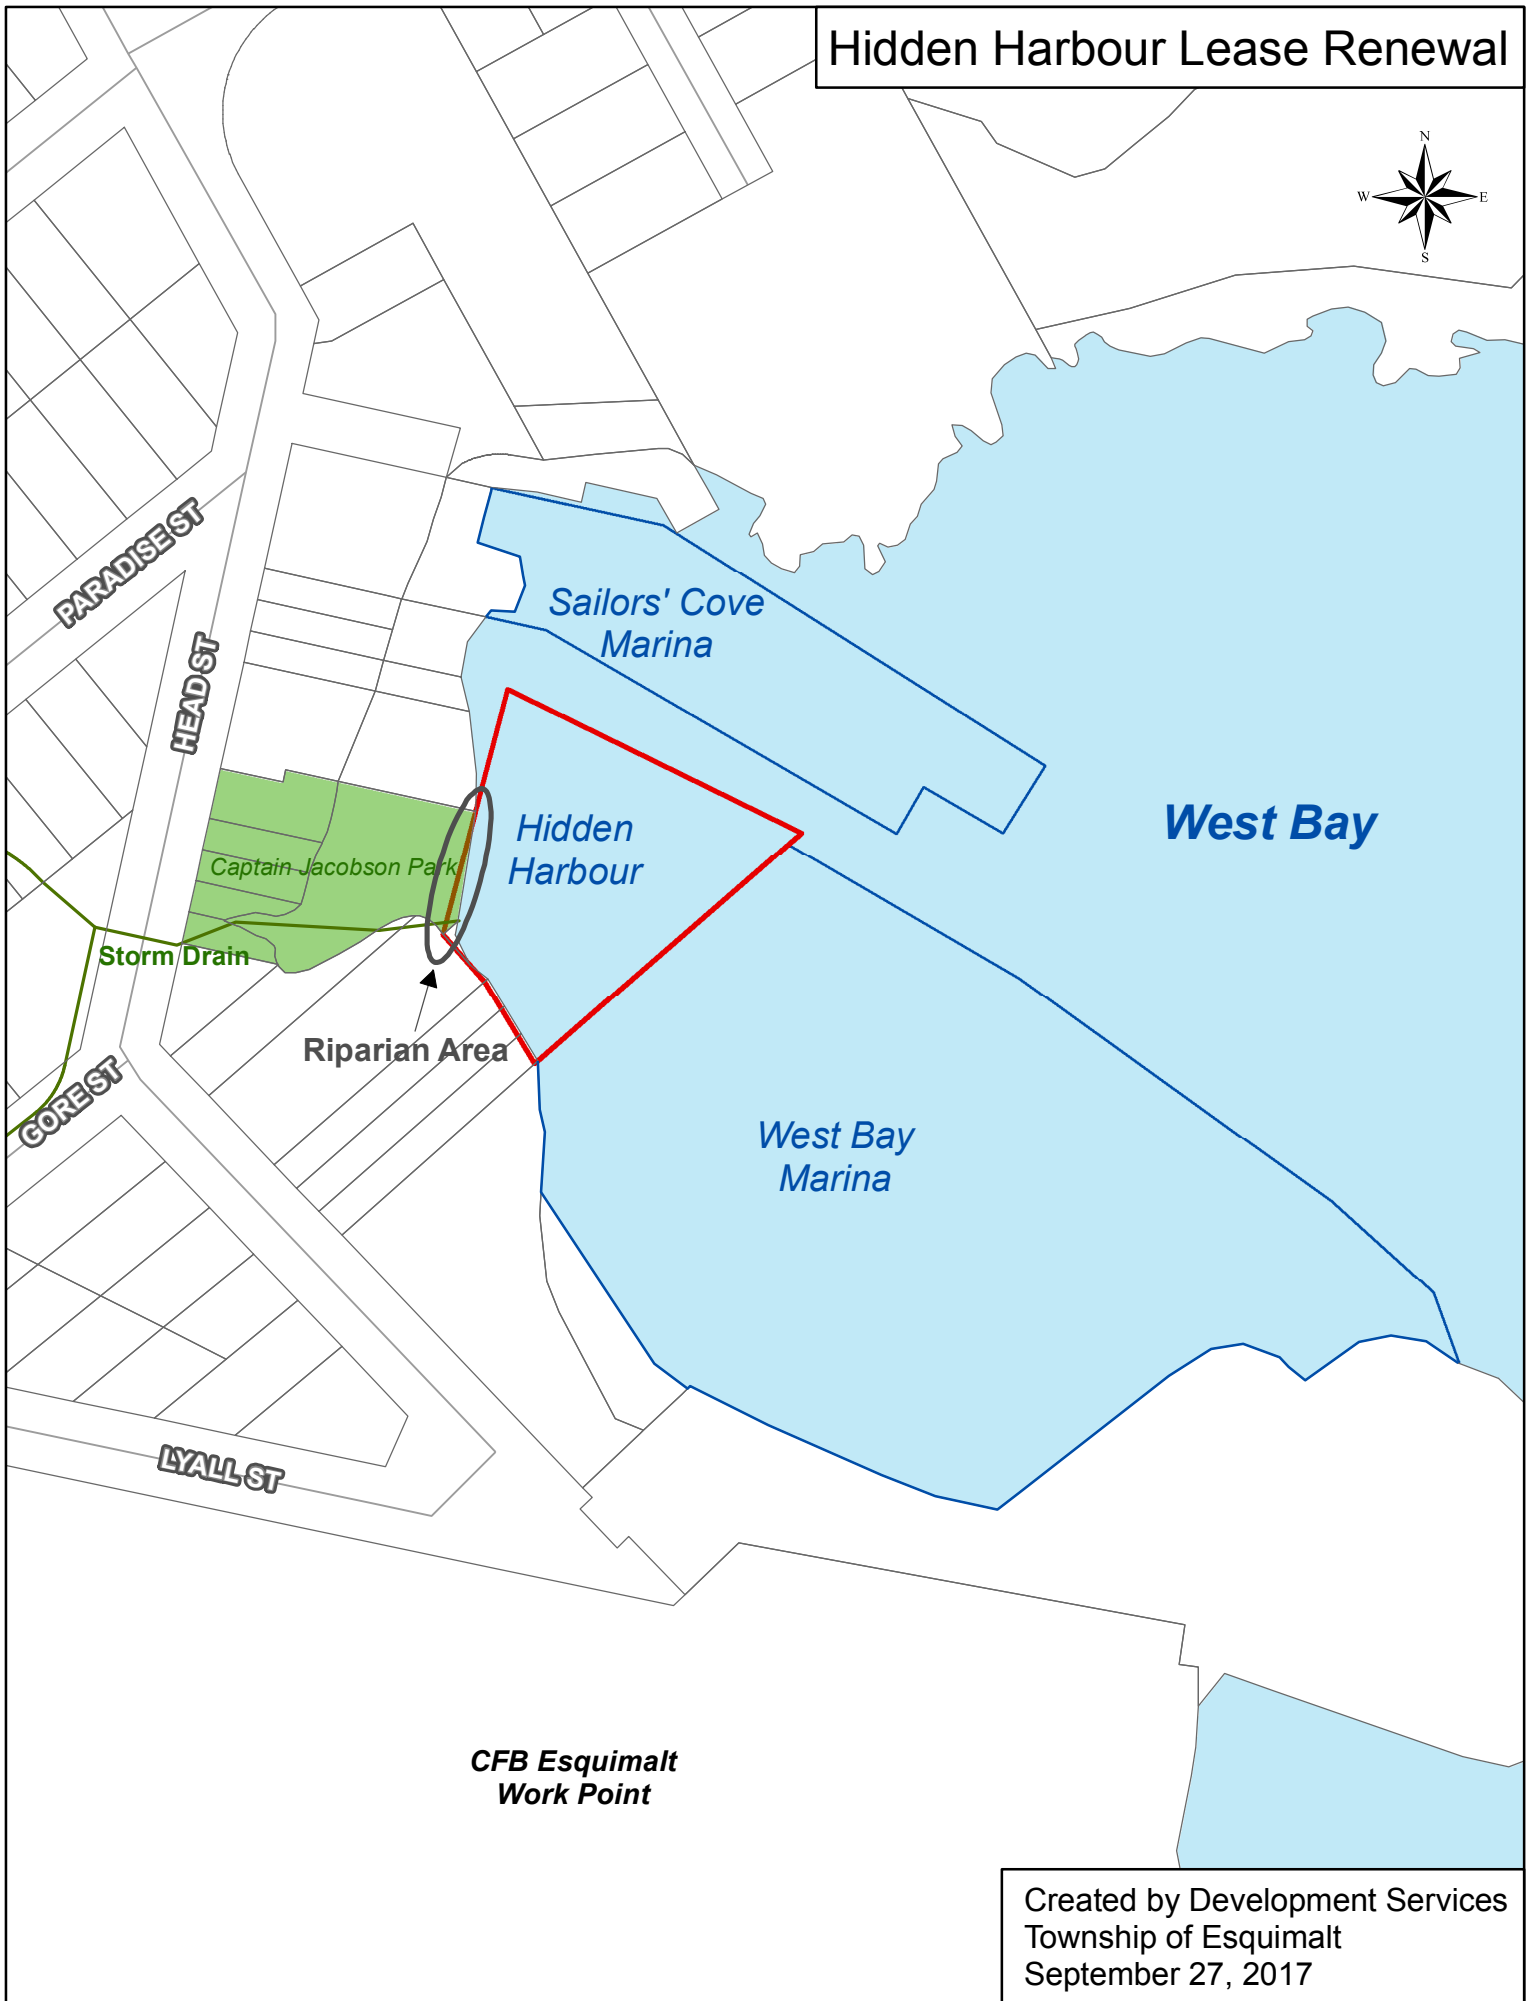 Hidden Harbour Lease Renewal
N
W
E
S
PARADISE ST
HEAD ST
Sailors' Cove
Marina
West Bay
Hidden
Harbour
Captain Jacobson Park
Storm Drain
Riparian Area
GORE ST
West Bay
Marina
LYALL ST
CFB Esquimalt
Work Point
Created by Development Services
Township of Esquimalt
September 27, 2017